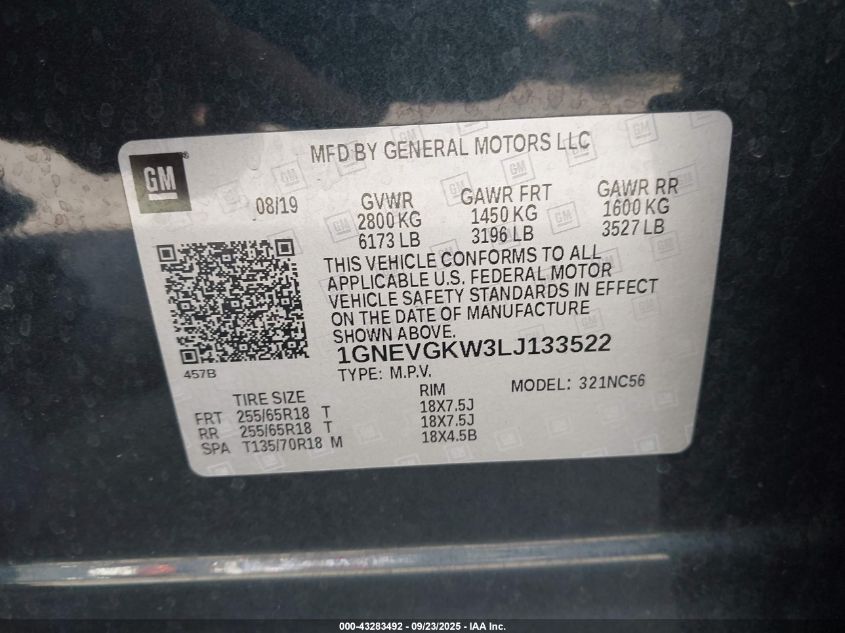 GM
MFD BY GENERAL MOTORS LLC
08/19
GVWR GAWR FRT GAWR RR
2800 KG 1450 KG 1600 KG
6173 LB 3196 LB 3527 LB
THIS VEHICLE CONFORMS TO ALL
APPLICABLE U.S. FEDERAL MOTOR
VEHICLE SAFETY STANDARDS IN EFFECT
ON THE DATE OF MANUFACTURE
SHOWN ABOVE.
1GNEVGKW3LJ133522
457B
TYPE: M.P.V. MODEL: 321NC56
TIRE SIZE RIM
FRT 255/65R18 T 18X7.5J
RR 255/65R18 T 18X7.5J
SPA T135/70R18 M 18X4.5B
000-43283492 - 09/23/2025 - IAA Inc.